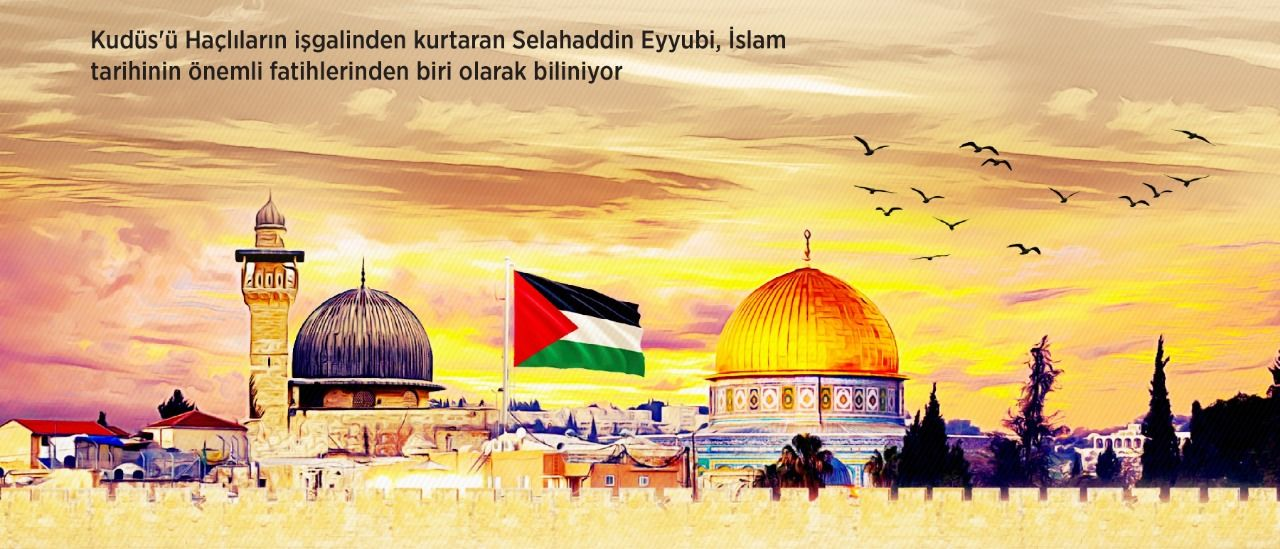 Kudüs'ü Haçlıların işgalinden kurtaran Selahaddin Eyyubi, İslam
tarihinin önemli fatihlerinden biri olarak biliniyor